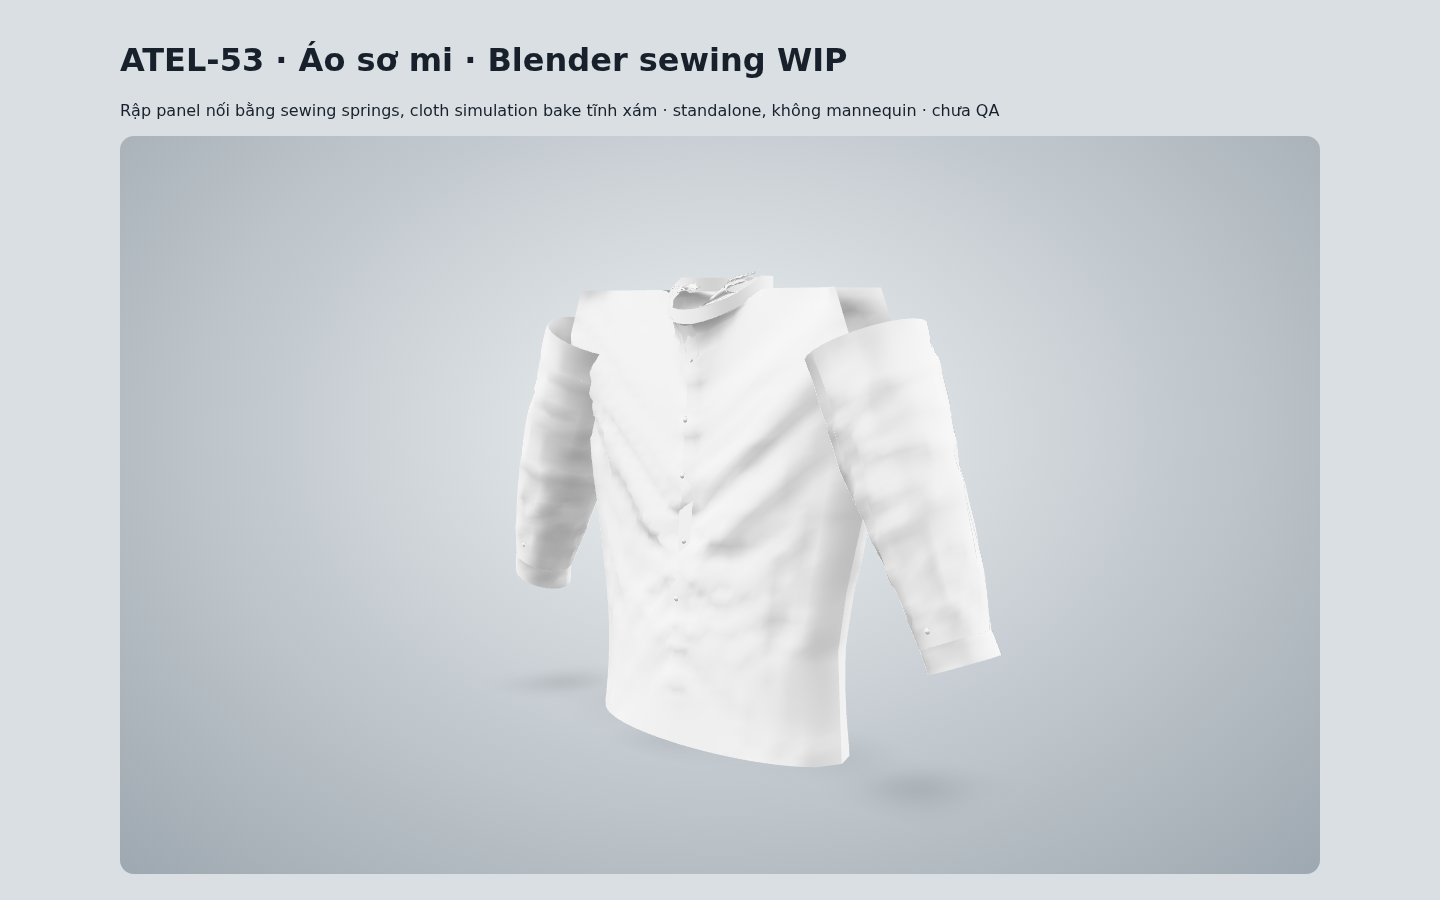 ATEL-53 · Áo sơ mi · Blender sewing WIP
Rập panel nối bằng sewing springs, cloth simulation bake tĩn xám · standalone, không mannequin · chưa QA